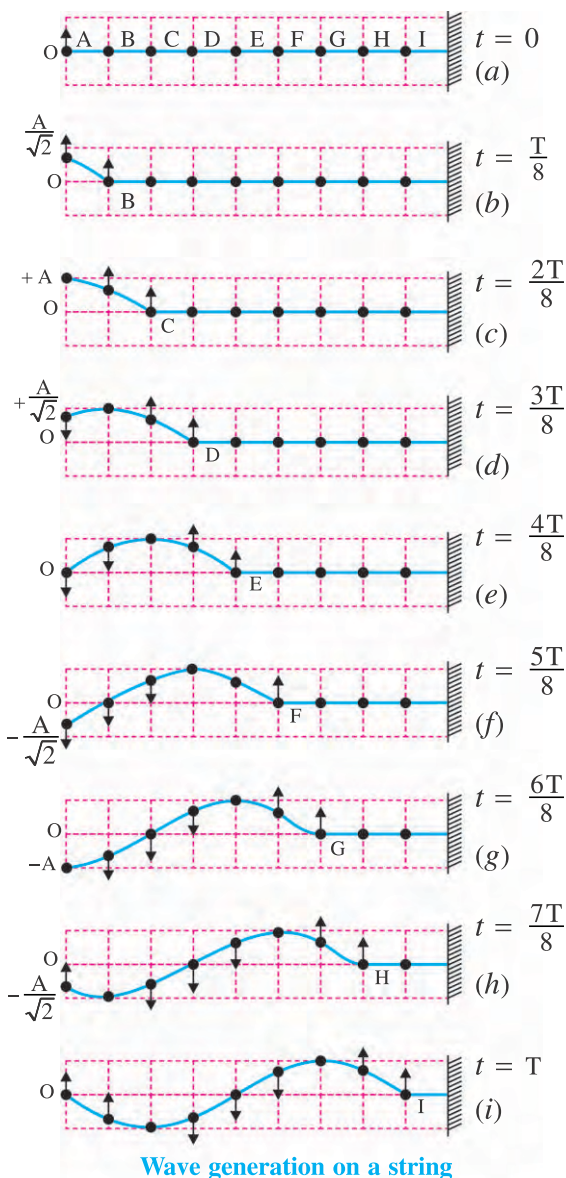 A B C D E F G H I
O
t = 0
(a)
A/√2
O
B
t = T/8
(b)
+ A
O
C
t = 2T/8
(c)
+ A/√2
O
D
t = 3T/8
(d)
O
E
t = 4T/8
(e)
O
F
− A/√2
t = 5T/8
(f)
O
−A
G
t = 6T/8
(g)
O
− A/√2
H
t = 7T/8
(h)
O
I
t = T
(i)
Wave generation on a string